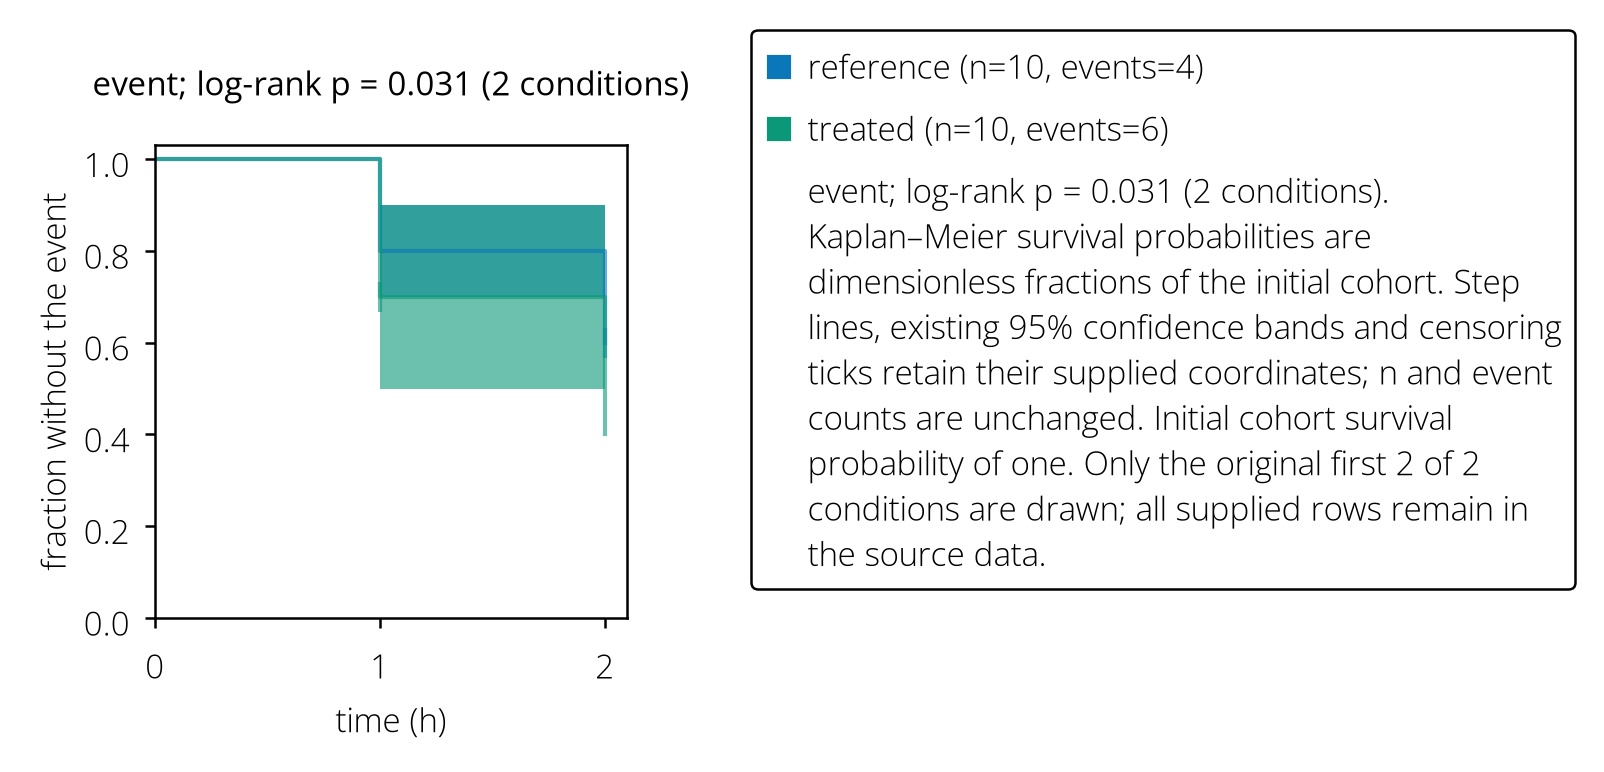 event; log-rank p = 0.031 (2 conditions)
fraction without the event
1.0
0.8
0.6
0.4
0.2
0.0
0
1
2
time (h)
reference (n=10, events=4)
treated (n=10, events=6)
event; log-rank p = 0.031 (2 conditions).
Kaplan–Meier survival probabilities are
dimensionless fractions of the initial cohort. Step
lines, existing 95% confidence bands and censoring
ticks retain their supplied coordinates; n and event
counts are unchanged. Initial cohort survival
probability of one. Only the original first 2 of 2
conditions are drawn; all supplied rows remain in
the source data.